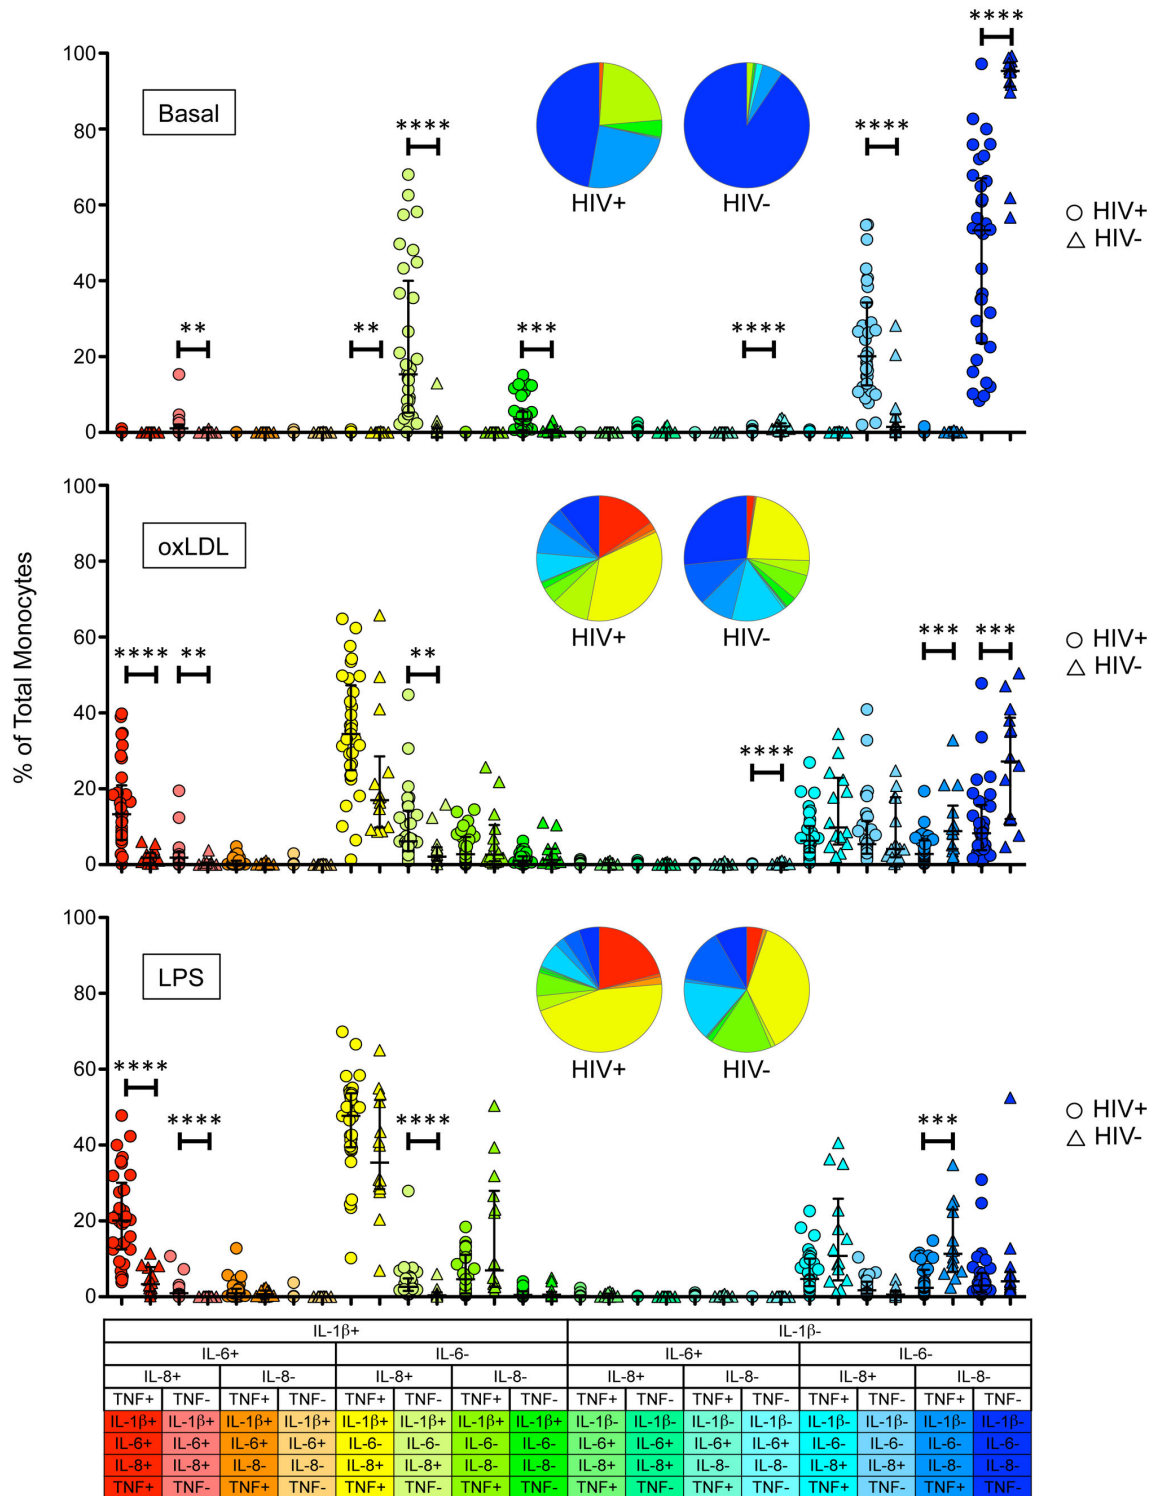 % of Total Monocytes
****
100
Basal
80
60
40
20
0
**
**
****
***
****
****
HIV+
HIV-
HIV+
HIV-
100
oxLDL
80
60
40
20
0
****
**
**
****
***
***
HIV+
HIV-
HIV+
HIV-
100
LPS
80
60
40
20
0
****
****
****
***
HIV+
HIV-
HIV+
HIV-
IL-1β+ IL-1β-
IL-6+ IL-6- IL-6+ IL-6-
IL-8+ IL-8- IL-8+ IL-8- IL-8+ IL-8- IL-8+ IL-8-
TNF+ TNF- TNF+ TNF- TNF+ TNF- TNF+ TNF- TNF+ TNF- TNF+ TNF- TNF+ TNF- TNF+ TNF-
IL-1β+ IL-1β+ IL-1β+ IL-1β+ IL-1β+ IL-1β+ IL-1β+ IL-1β+ IL-1β- IL-1β- IL-1β- IL-1β- IL-1β- IL-1β- IL-1β- IL-1β-
IL-6+ IL-6+ IL-6+ IL-6+ IL-6- IL-6- IL-6- IL-6- IL-6+ IL-6+ IL-6+ IL-6+ IL-6- IL-6- IL-6- IL-6-
IL-8+ IL-8+ IL-8- IL-8- IL-8+ IL-8+ IL-8- IL-8- IL-8+ IL-8+ IL-8- IL-8- IL-8+ IL-8+ IL-8- IL-8-
TNF+ TNF- TNF+ TNF- TNF+ TNF- TNF+ TNF- TNF+ TNF- TNF+ TNF- TNF+ TNF- TNF+ TNF-